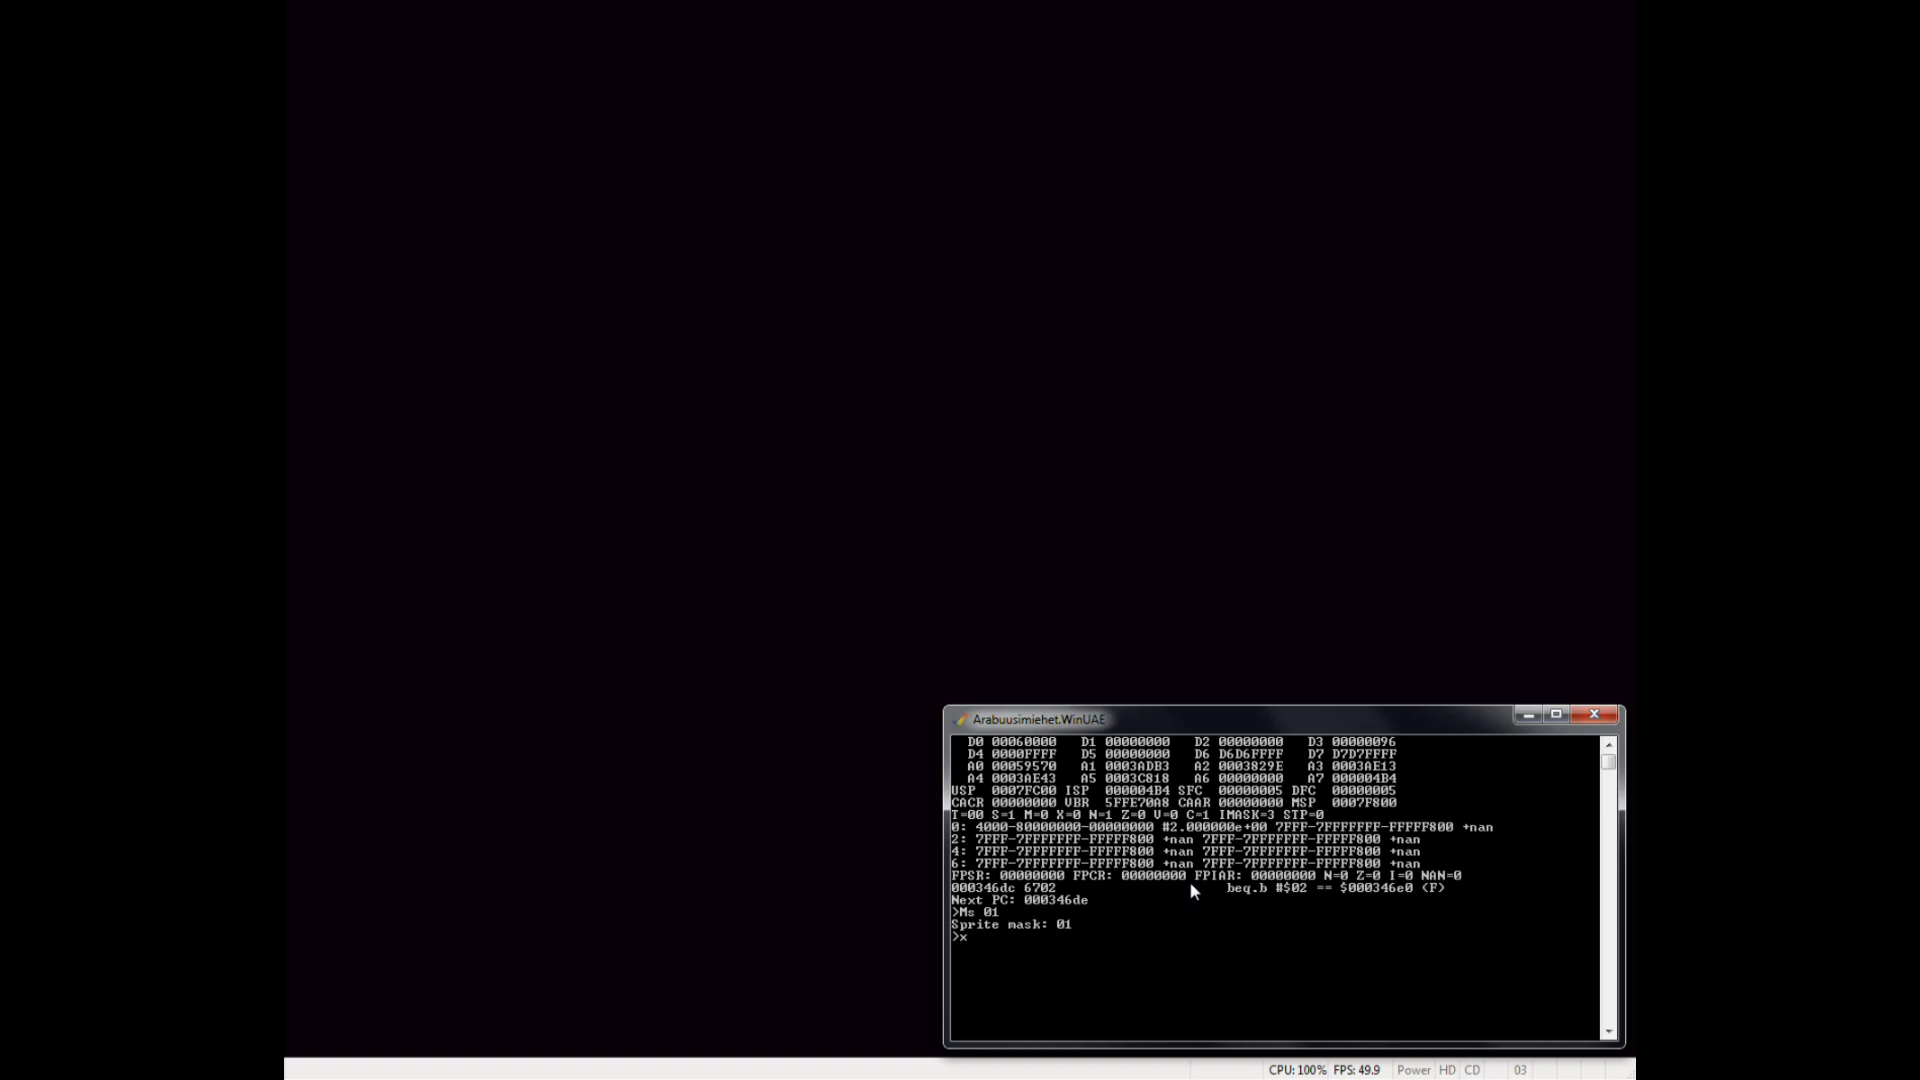 Arabuusimiehet.WinUAE
D0 00060000 D1 00000000 D2 00000000 D3 00000096
D4 0000FFFF D5 00000000 D6 D6D6FFFF D7 D7D7FFFF
A0 00059570 A1 0003ADB3 A2 0003829E A3 0003AE13
A4 0003AE43 A5 0003C818 A6 00000000 A7 000004B4
USP 0007FC00 ISP 000004B4 SFC 00000005 DFC 00000005
CACR 00000000 VBR 5FFE70A8 CAAR 00000000 MSP 0007F800
T=00 S=1 M=0 X=0 N=1 Z=0 V=0 C=1 IMASK=3 STP=0
0: 4000-80000000-00000000 #2.000000e+00 7FFF-7FFFFFFF-FFFFF800 +nan
2: 7FFF-7FFFFFFF-FFFFF800 +nan 7FFF-7FFFFFFF-FFFFF800 +nan
4: 7FFF-7FFFFFFF-FFFFF800 +nan 7FFF-7FFFFFFF-FFFFF800 +nan
6: 7FFF-7FFFFFFF-FFFFF800 +nan 7FFF-7FFFFFFF-FFFFF800 +nan
FPSR: 00000000 FPCR: 00000000 FPIAR: 00000000 N=0 Z=0 I=0 NAN=0
000346dc 6702 beq.b #$02 == $000346e0 (F)
Next PC: 000346de
>Ms 01
Sprite mask: 01
>x
CPU: 100% FPS: 49.9 Power HD CD 03